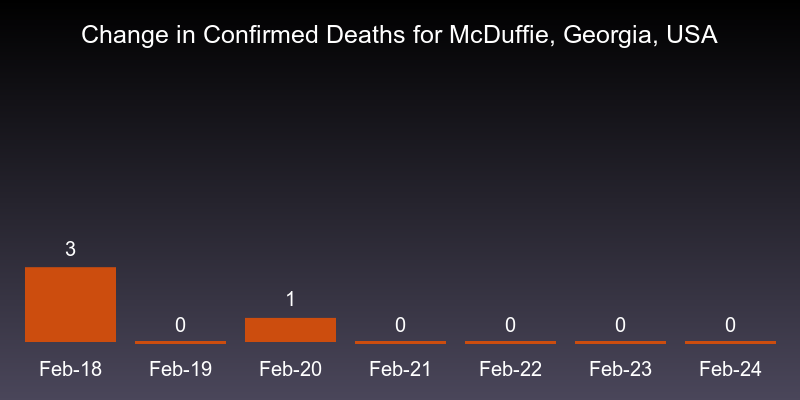 Change in Confirmed Deaths for McDuffie, Georgia, USA
3
0
1
0
0
0
0
Feb-18
Feb-19
Feb-20
Feb-21
Feb-22
Feb-23
Feb-24